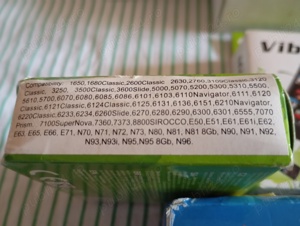 Compatibility: 1650,1680Classic,2600Classic 2630,2760,3100Classic,3120
Classic, 3250, 3500Classic,3600Slide, 5000,5070,5200,5300,5310,5500,
5610,5700,6070,6080,6085,6086,6101,6103,6110Navigator,6111,6120
Classic,6121Classic,6124Classic,6125,6131,6136,6151,6210Navigator,
6220Classic,6233,6234,6260Slide,6270,6280,6290,6300,6301,6555,7070
Prism, 7100SuperNova,7360,7373,8800SIROCCO, E50,E51,E61,E61i,E62,
E63, E65, E66, E71, N70, N71, N72, N73, N80, N81, N81 8Gb, N90, N91, N92,
N93,N93i, N95,N95 8Gb, N96.
Vib